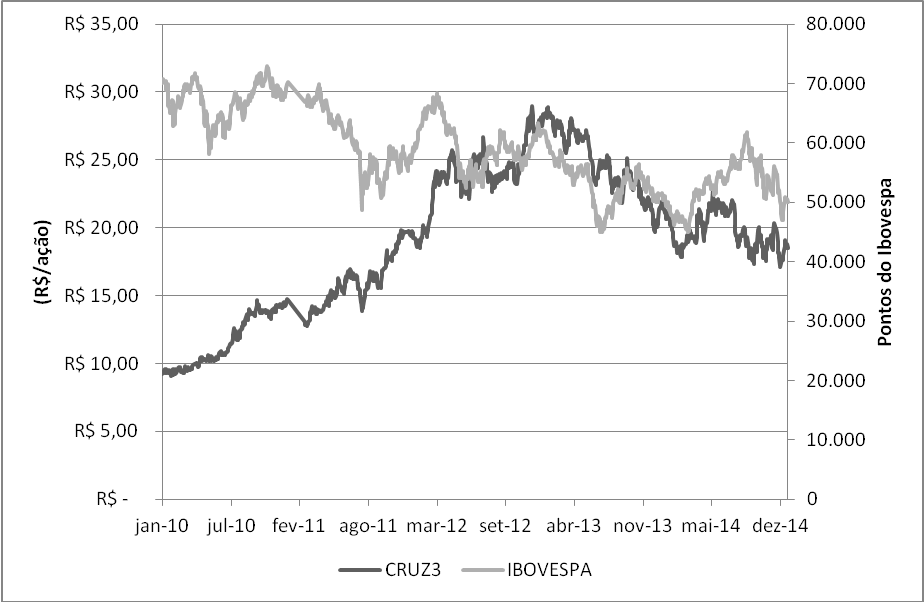 R$ 35,00
R$ 30,00
R$ 25,00
R$ 20,00
R$ 15,00
R$ 10,00
R$ 5,00
R$ -
(R$/ação)
80.000
70.000
60.000
50.000
40.000
30.000
20.000
10.000
0
Pontos do Ibovespa
jan-10 jul-10 fev-11 ago-11 mar-12 set-12 abr-13 nov-13 mai-14 dez-14
CRUZ3 IBOVESPA